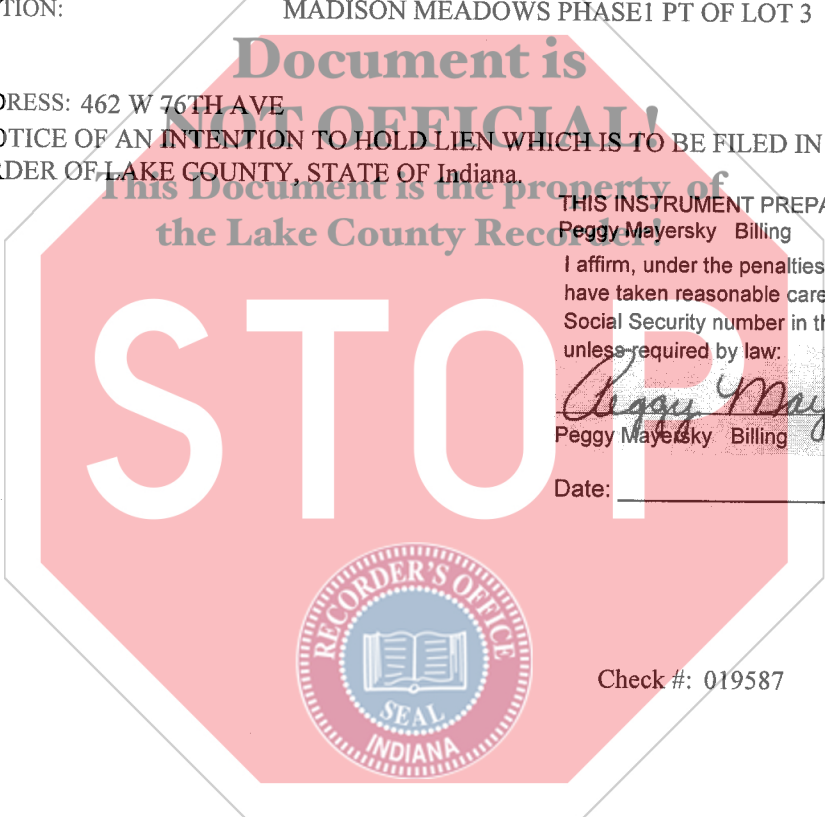 TION: MADISON MEADOWS PHASE1 PT OF LOT 3
Document is
DRESS: 462 W 76TH AVE
NOT OFFICIAL!
OTICE OF AN INTENTION TO HOLD LIEN WHICH IS TO BE FILED IN
RDER OF LAKE COUNTY, STATE OF Indiana.
This Document is the property of
the Lake County Recorder!
THIS INSTRUMENT PREPA
Peggy Mayersky Billing
I affirm, under the penalties
have taken reasonable care
Social Security number in th
unless required by law:
STOP
Peggy May
Peggy Mayersky Billing
Date:
RECORDER'S OFFICE
SEAL
INDIANA
Check #: 019587